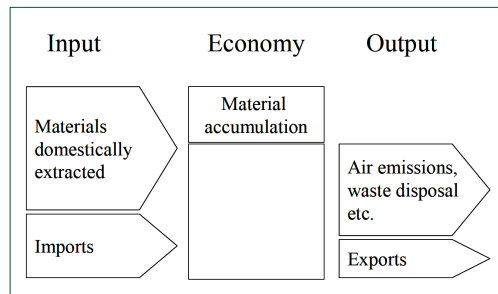 Input
Economy
Output
Materials
domestically
extracted
Imports
Material
accumulation
Air emissions,
waste disposal
etc.
Exports